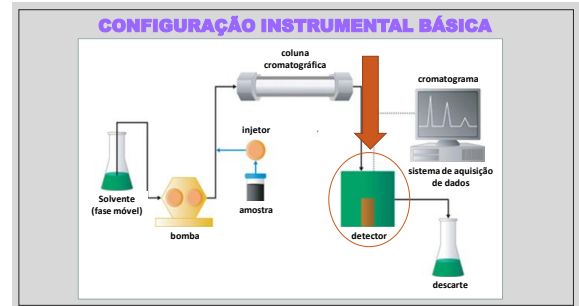 CONFIGURAÇÃO INSTRUMENTAL BÁSICA
coluna
cromatográfica
cromatograma
injetor
sistema de aquisição
de dados
Solvente
(fase móvel)
amostra
bomba
detector
descarte